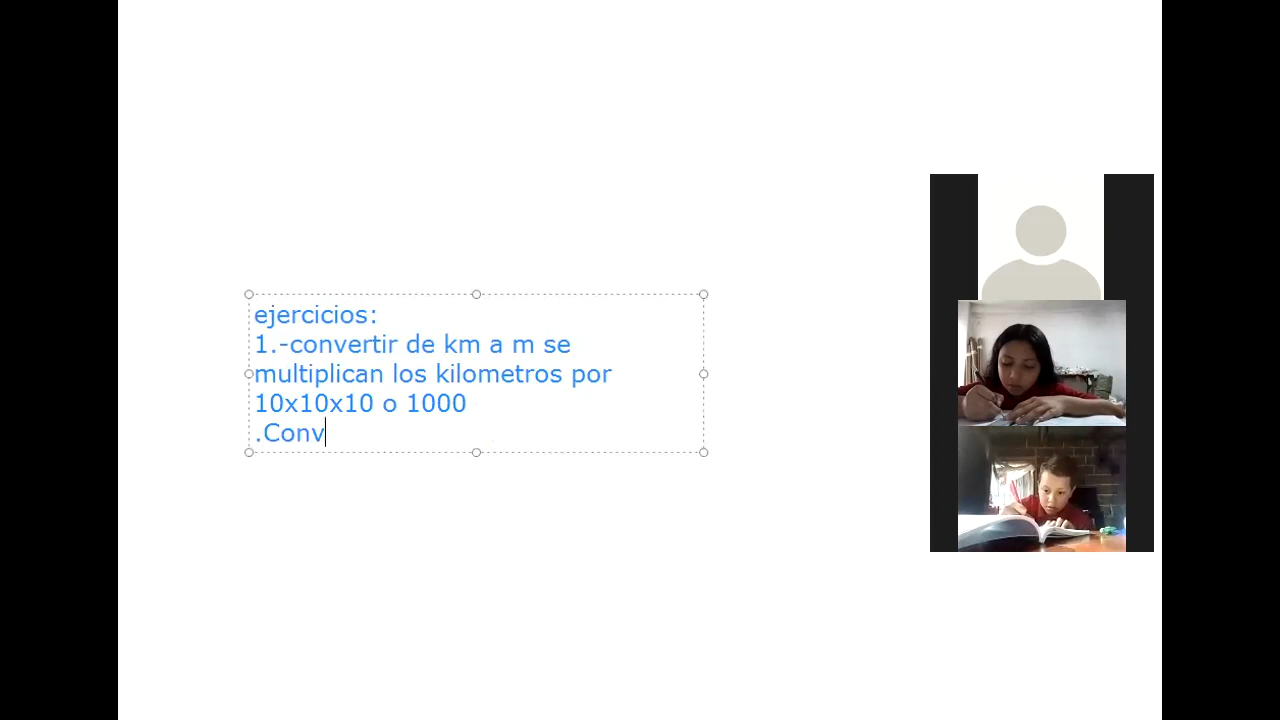 ejercicios:
1.-convertir de km a m se
multiplican los kilometros por
10x10x10 o 1000
.Conv